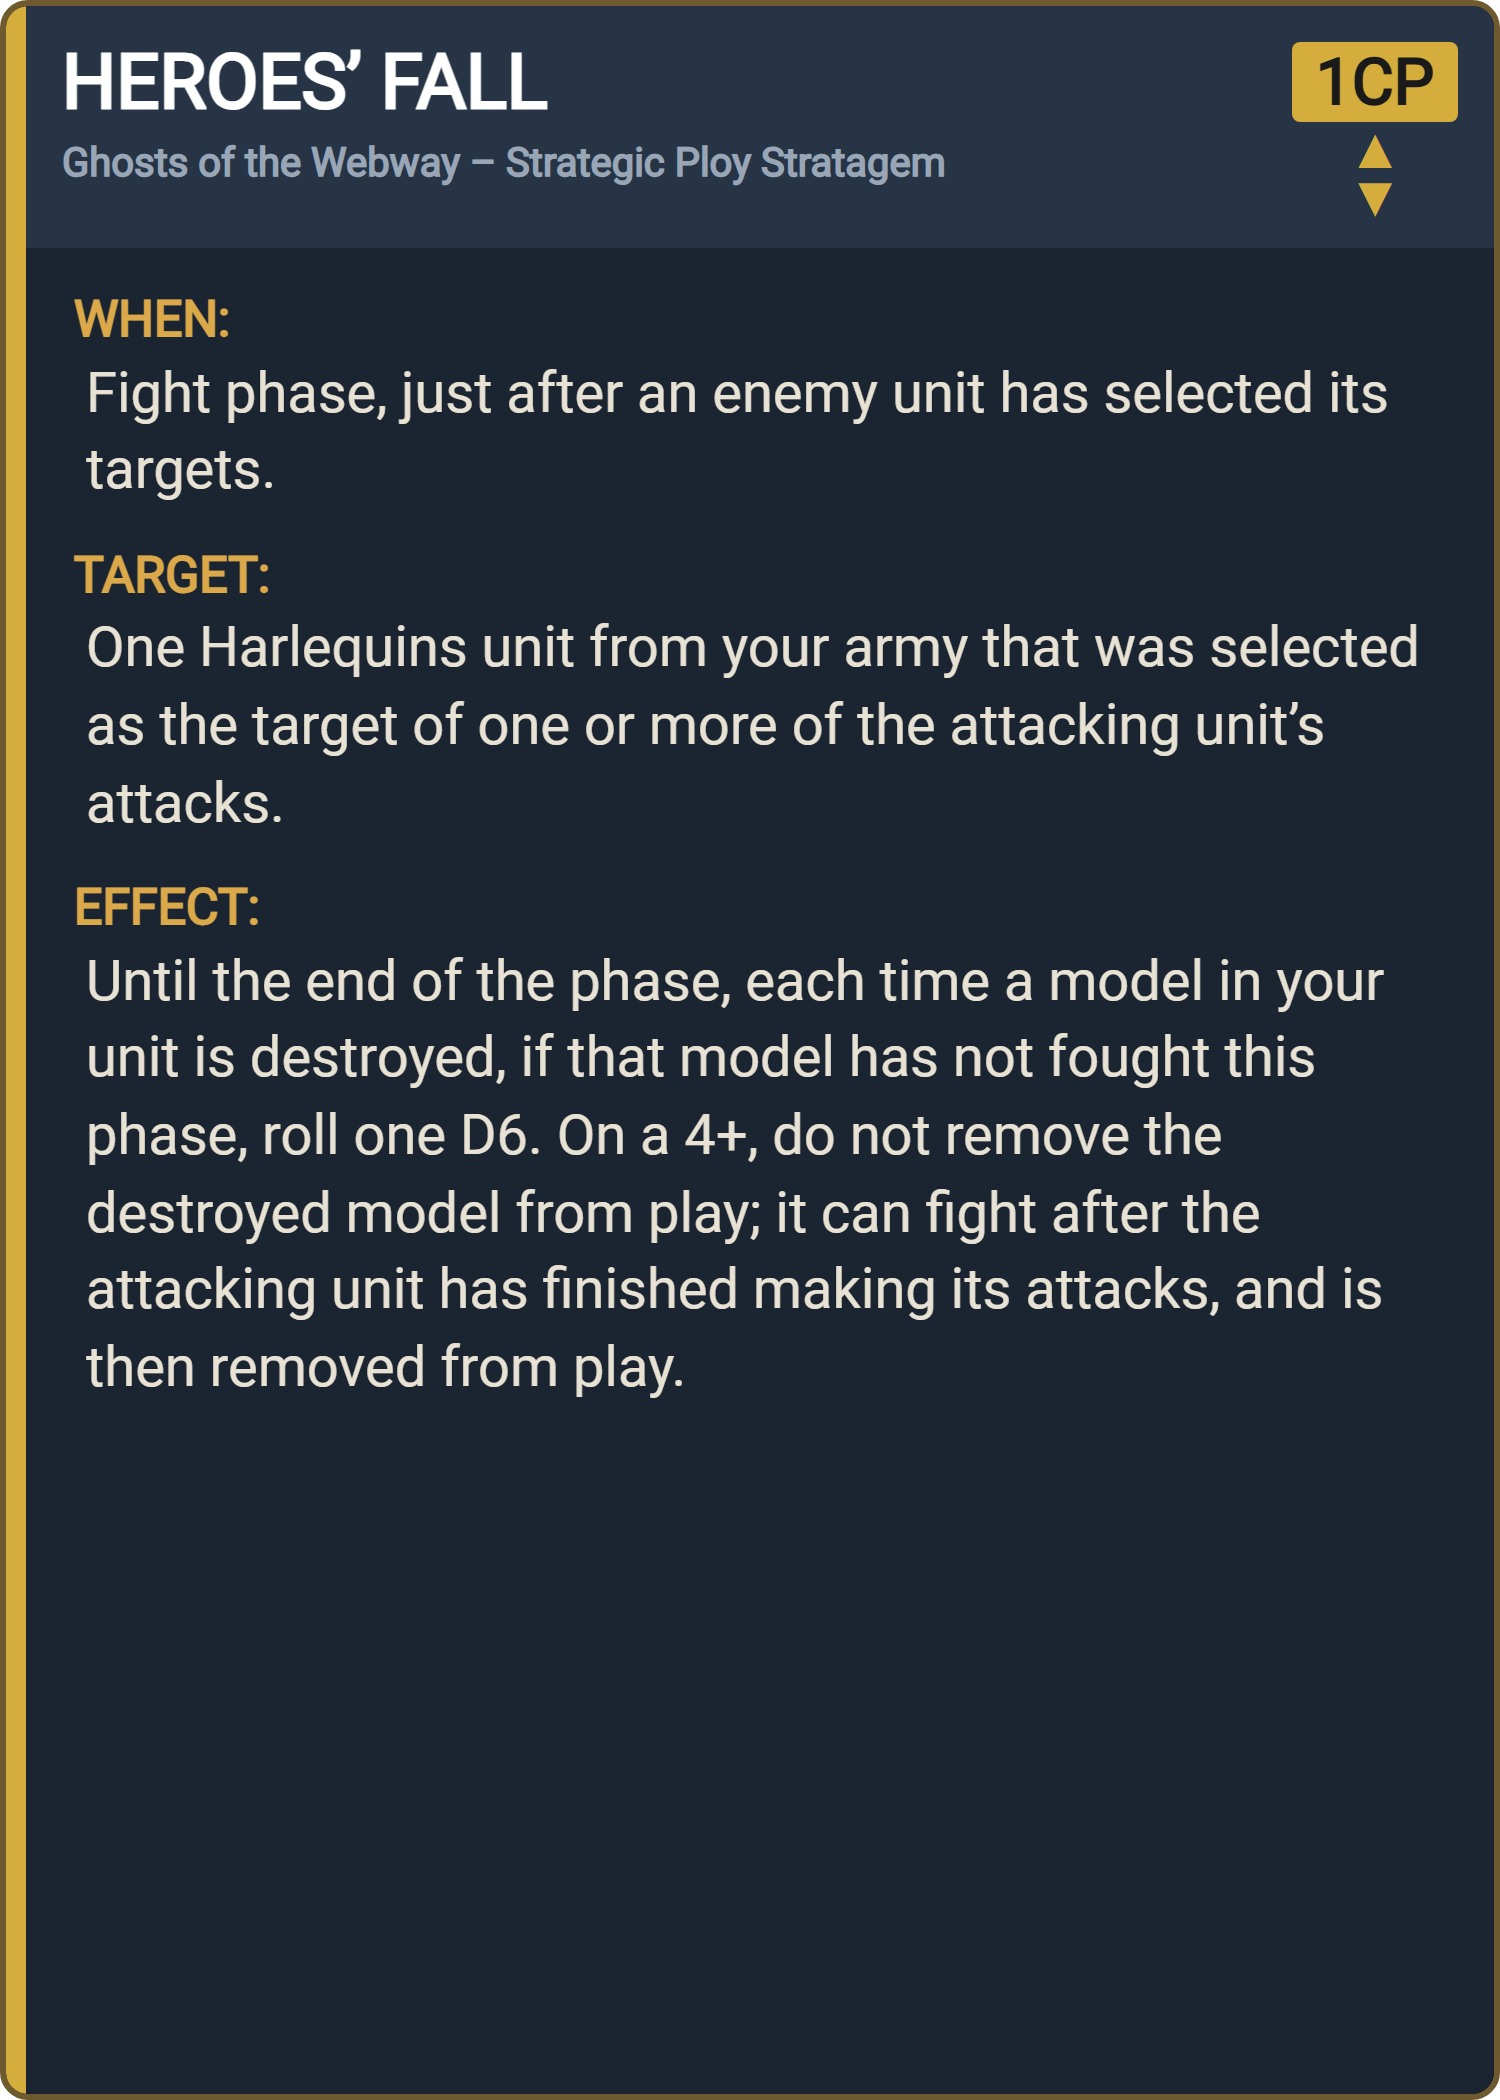 HEROES’ FALL
1CP
Ghosts of the Webway – Strategic Ploy Stratagem
WHEN:
Fight phase, just after an enemy unit has selected its
targets.
TARGET:
One Harlequins unit from your army that was selected
as the target of one or more of the attacking unit’s
attacks.
EFFECT:
Until the end of the phase, each time a model in your
unit is destroyed, if that model has not fought this
phase, roll one D6. On a 4+, do not remove the
destroyed model from play; it can fight after the
attacking unit has finished making its attacks, and is
then removed from play.